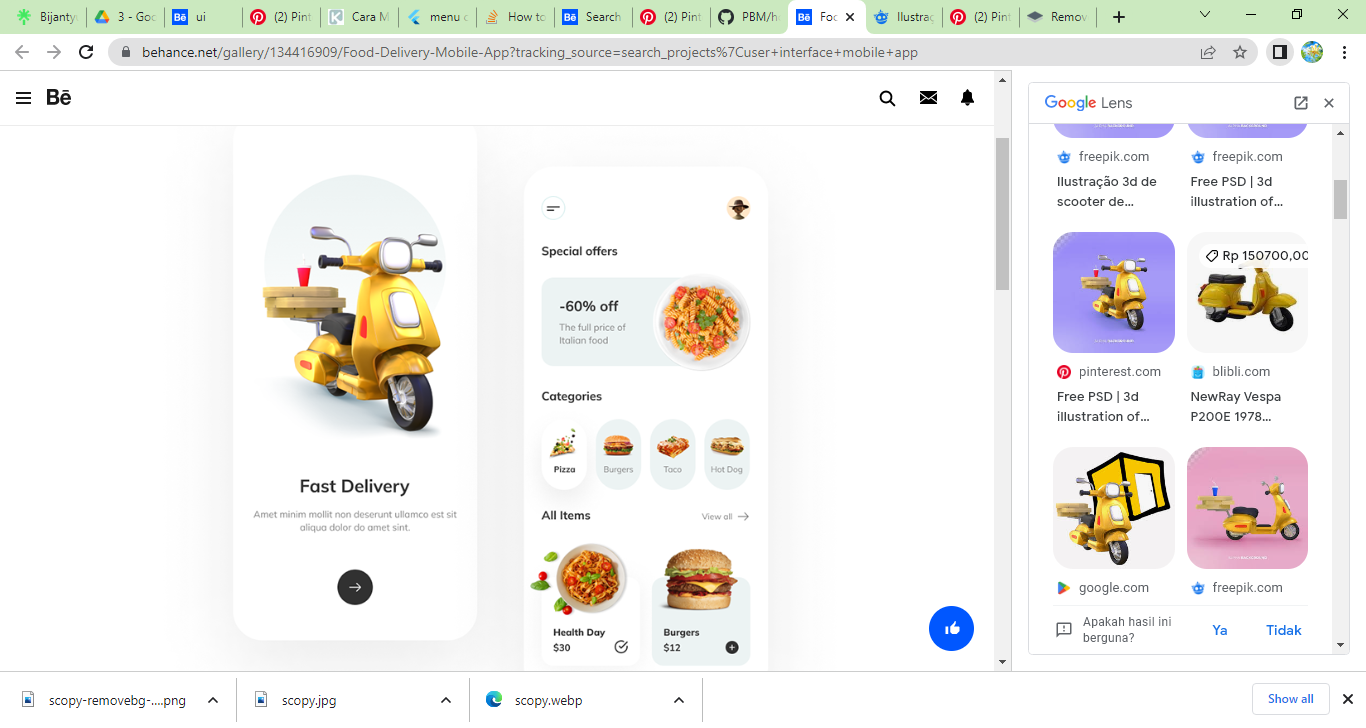 Bijanty
3 - Goo
ui
(2) Pint
Cara M
menu c
How to
Search
(2) Pint
PBM/hu
Foo
Ilustraç
(2) Pint
Remov
behance.net/gallery/134416909/Food-Delivery-Mobile-App?tracking_source=search_projects%7Cuser+interface+mobile+app
Bē
Fast Delivery
Amet minim mollit non deserunt ullamco est sit
aliqua dolor do amet sint.
Special offers
-60% off
The full price of
Italian food
Categories
Pizza
Burgers
Taco
Hot Dog
All Items
View all
Health Day
$30
Burgers
$12
Google Lens
freepik.com
Ilustração 3d de
scooter de...
freepik.com
Free PSD | 3d
illustration of...
pinterest.com
Free PSD | 3d
illustration of...
Rp 150700,00
blibli.com
NewRay Vespa
P200E 1978...
google.com
freepik.com
Apakah hasil ini
berguna?
Ya
Tidak
scopy-removebg-....png
scopy.jpg
scopy.webp
Show all